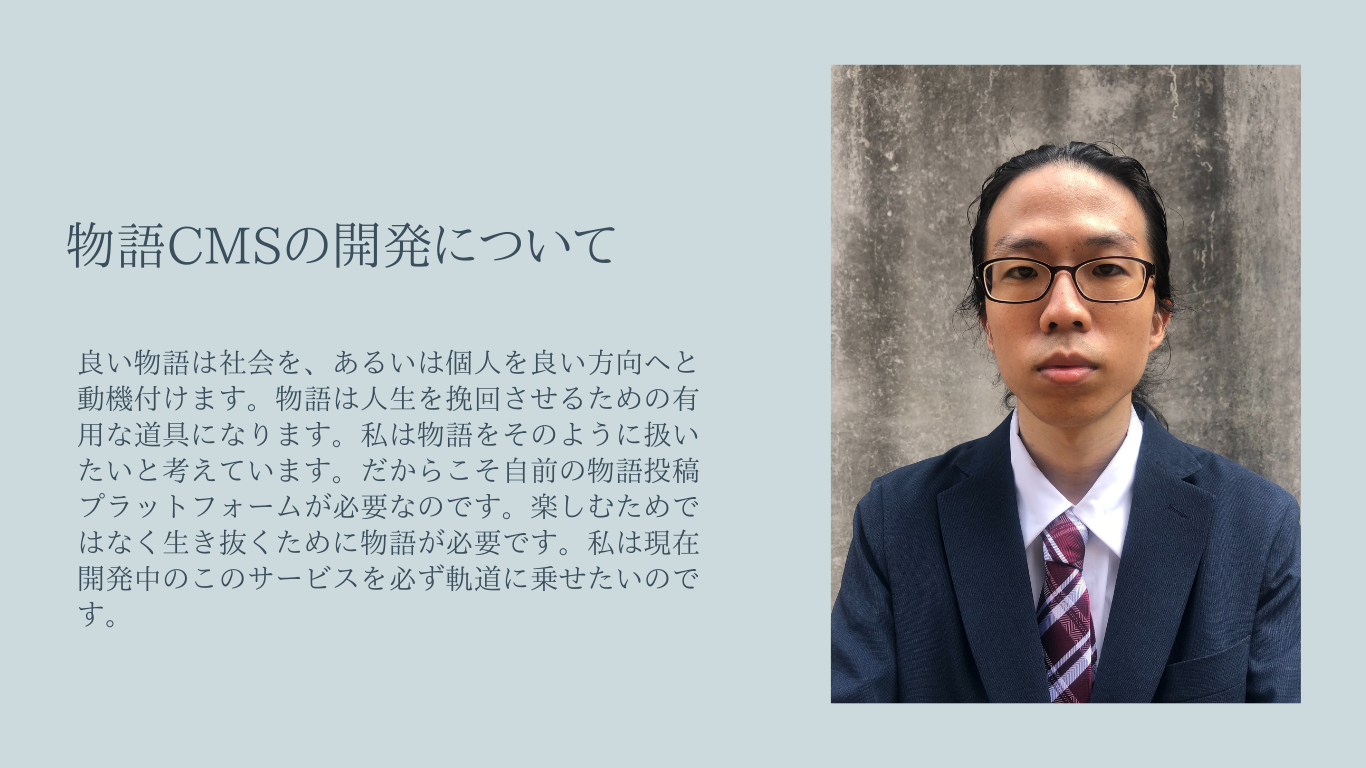 物語CMSの開発について
良い物語は社会を、あるいは個人を良い方向へと
動機付けます。物語は人生を挽回させるための有
用な道具になります。私は物語をそのように扱い
たいと考えています。だからこそ自前の物語投稿
プラットフォームが必要なのです。楽しむためで
はなく生き抜くために物語が必要です。私は現在
開発中のこのサービスを必ず軌道に乗せたいので
す。